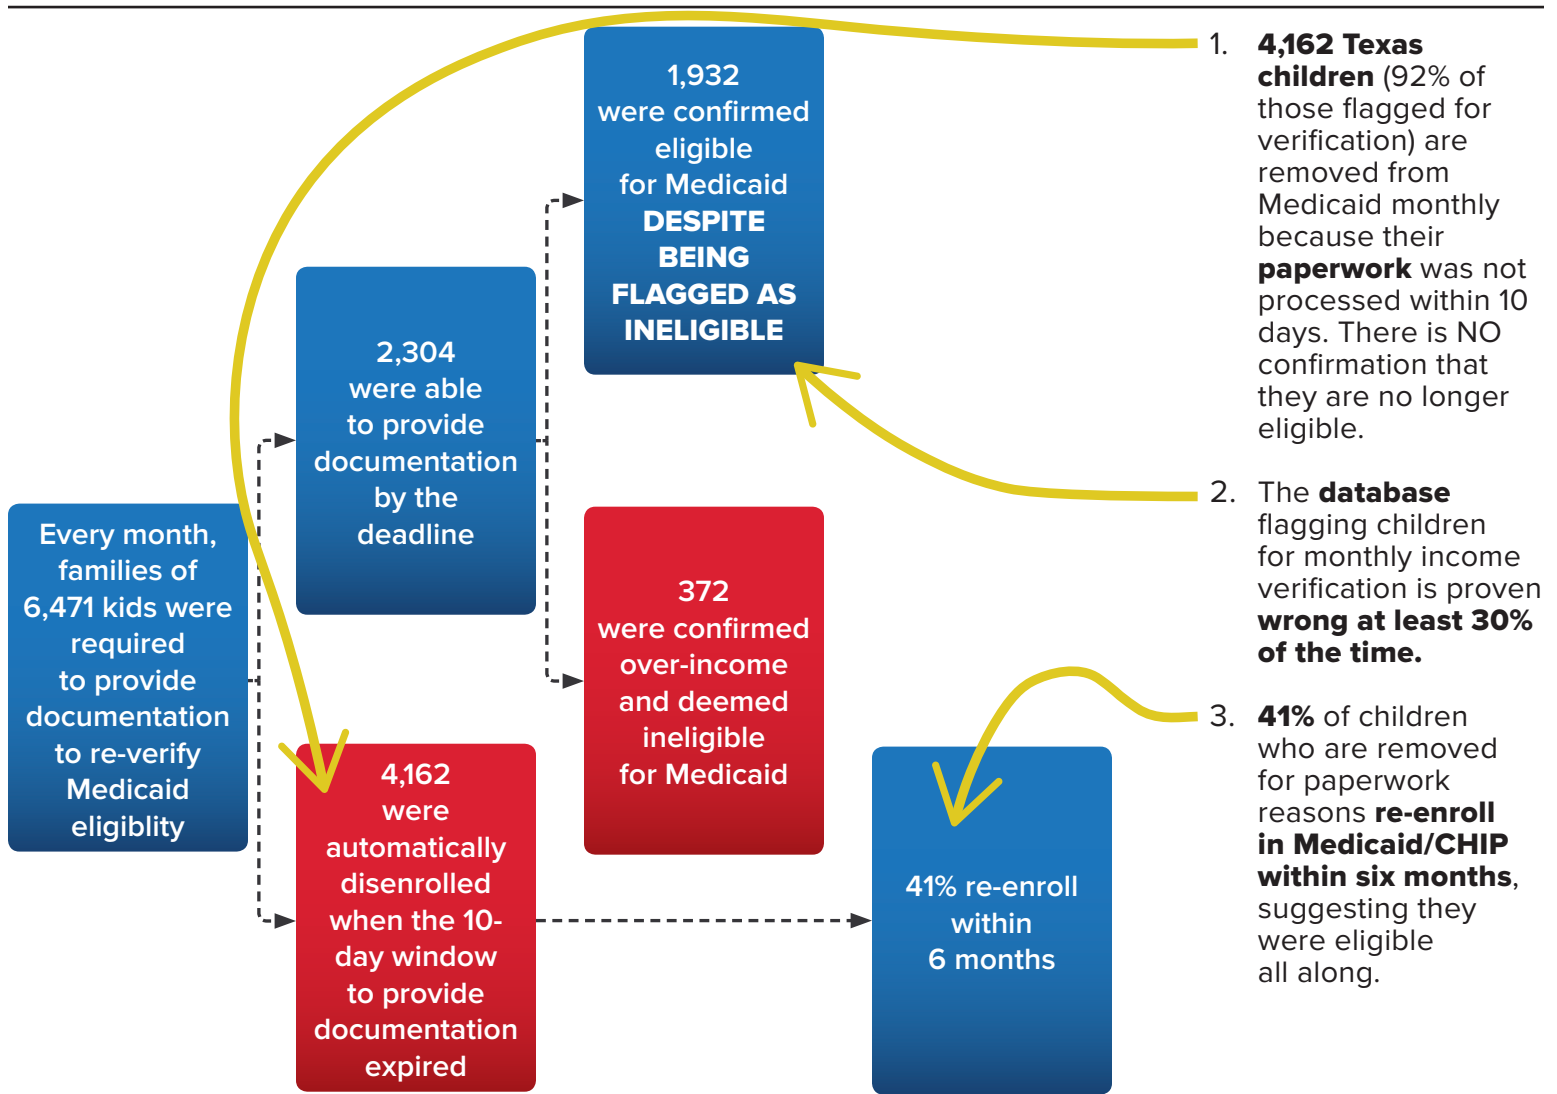 Every month,
families of
6,471 kids were
required
to provide
documentation
to re-verify
Medicaid
eligiblity
2,304
were able
to provide
documentation
by the
deadline
4,162
were
automatically
disenrolled
when the 10-
day window
to provide
documentation
expired
1,932
were confirmed
eligible
for Medicaid
DESPITE
BEING
FLAGGED AS
INELIGIBLE
372
were confirmed
over-income
and deemed
ineligible
for Medicaid
41% re-enroll
within
6 months
1. 4,162 Texas
children (92% of
those flagged for
verification) are
removed from
Medicaid monthly
because their
paperwork was not
processed within 10
days. There is NO
confirmation that
they are no longer
eligible.
2. The database
flagging children
for monthly income
verification is proven
wrong at least 30%
of the time.
3. 41% of children
who are removed
for paperwork
reasons re-enroll
in Medicaid/CHIP
within six months,
suggesting they
were eligible
all along.